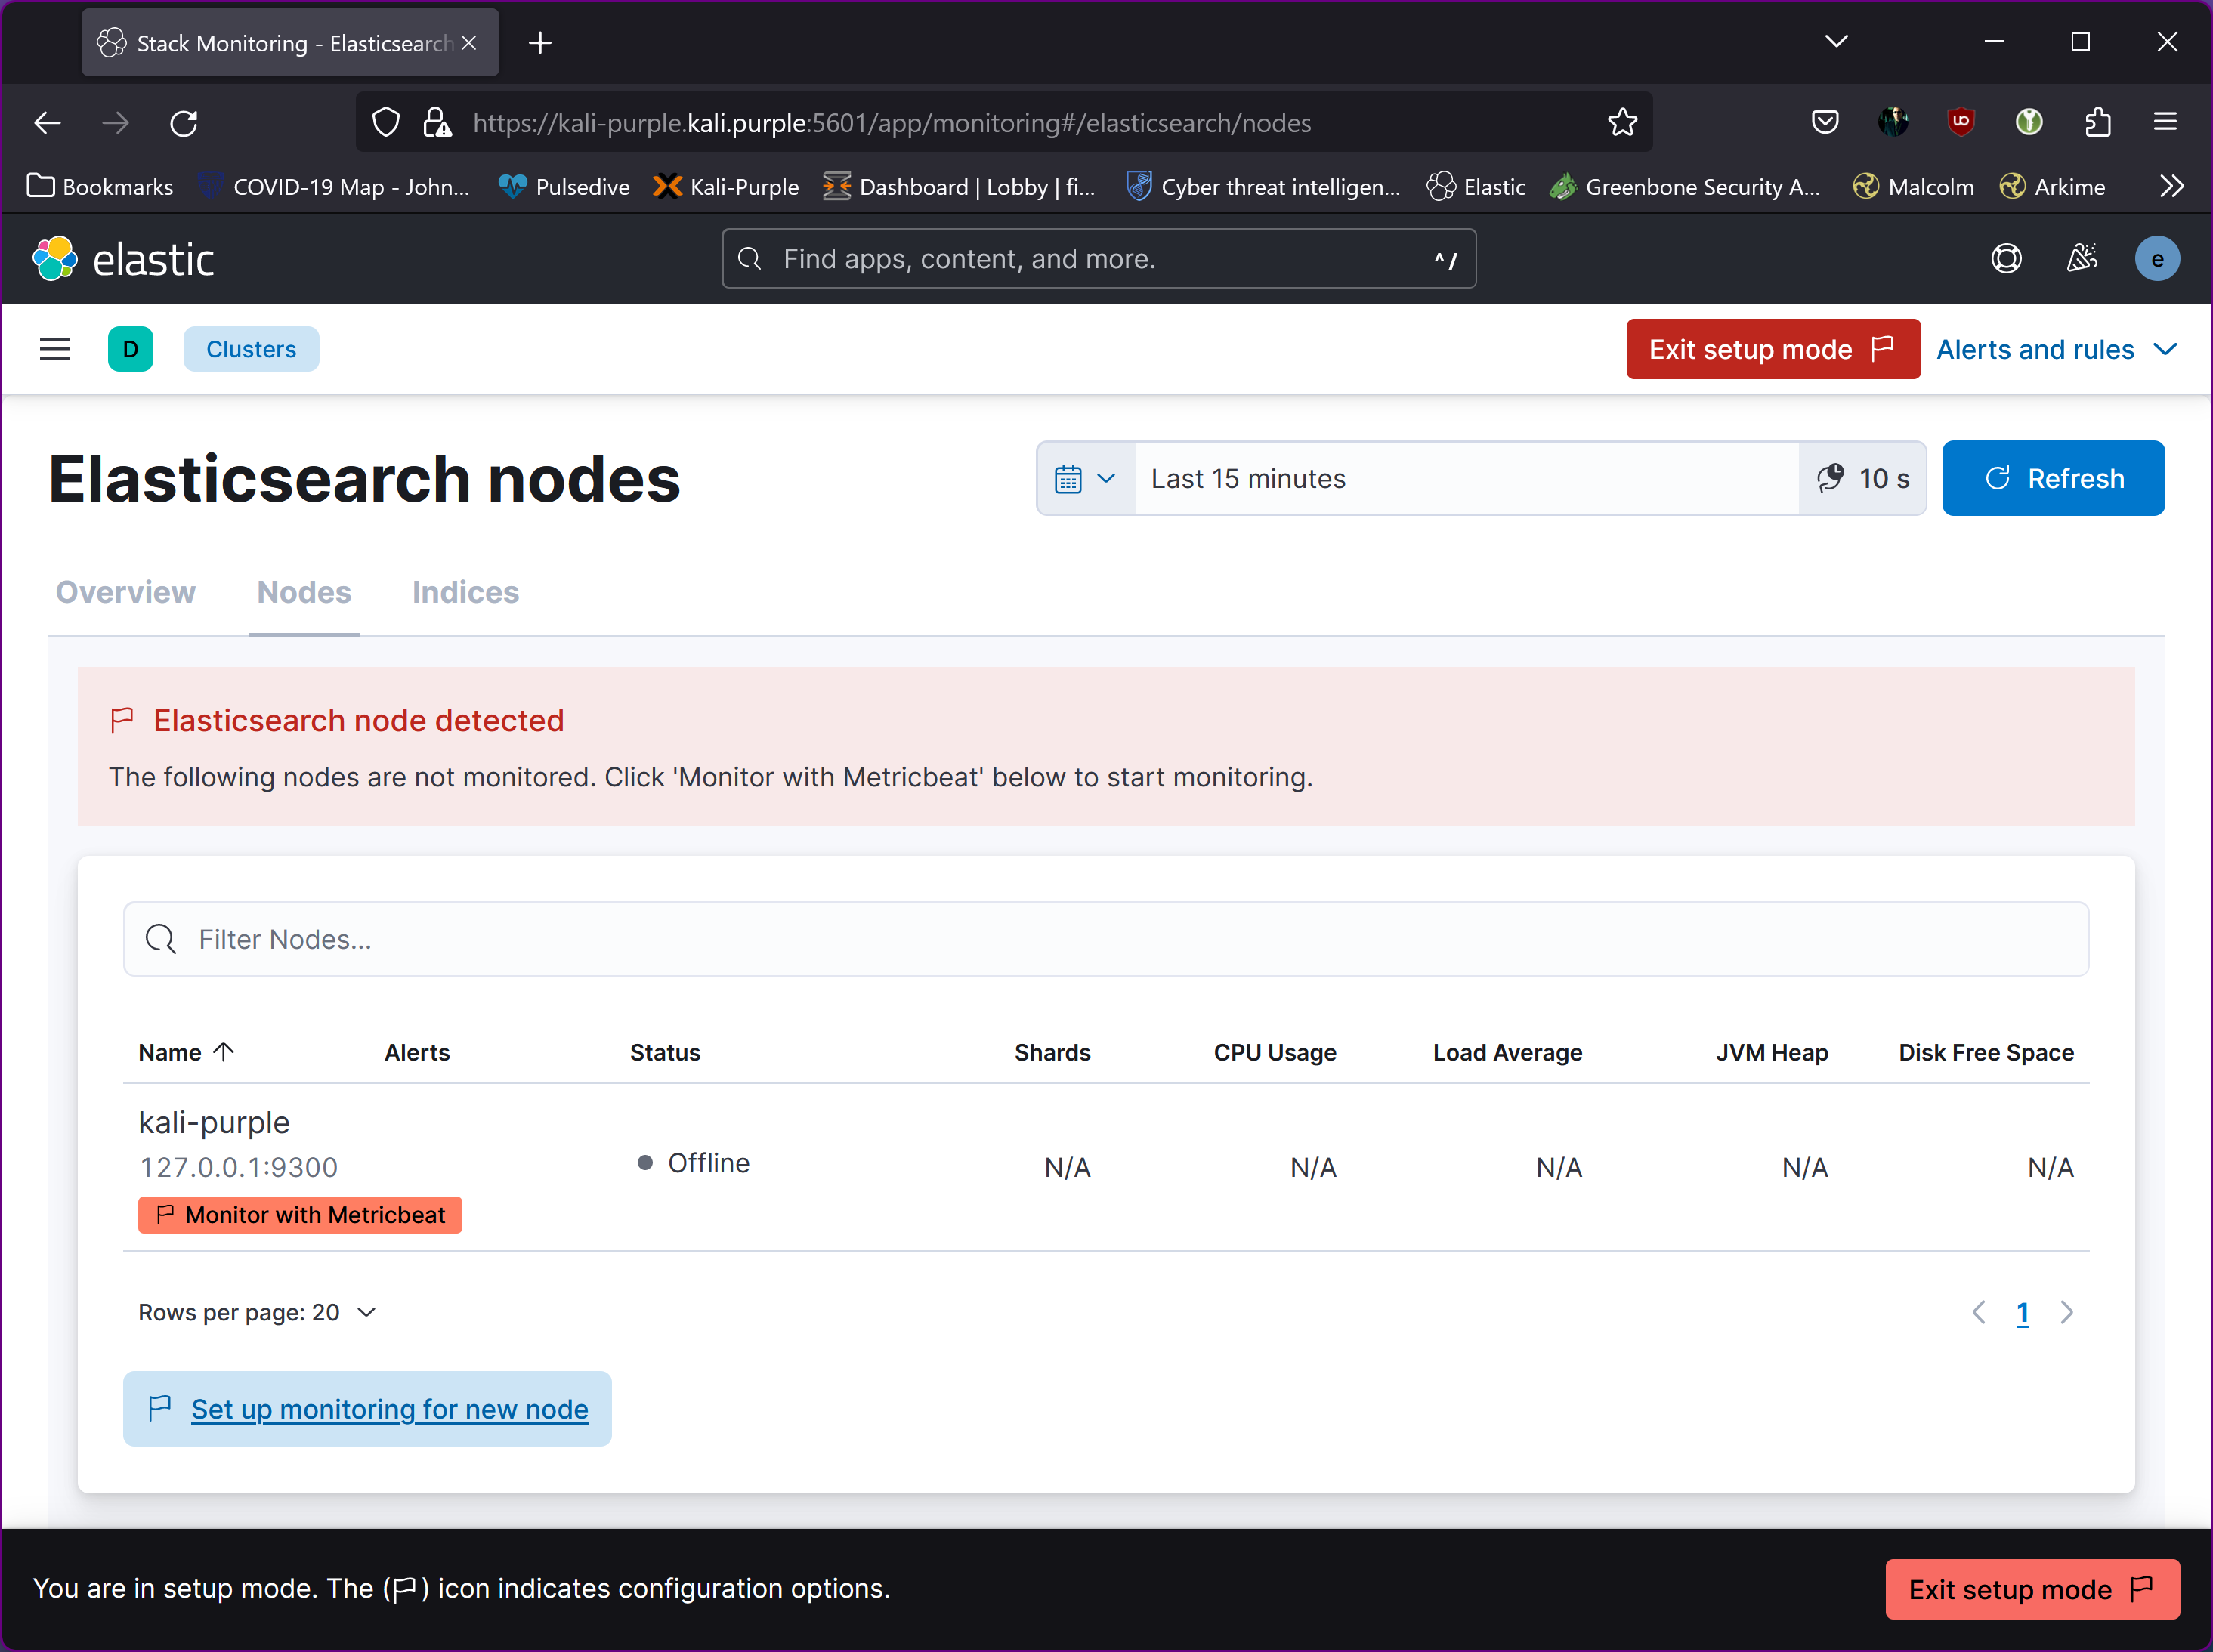 Stack Monitoring - Elasticsearch
https://kali-purple.kali.purple:5601/app/monitoring#/elasticsearch/nodes
Bookmarks COVID-19 Map - John... Pulsedive Kali-Purple Dashboard | Lobby | fi... Cyber threat intelligen... Elastic Greenbone Security A... Malcolm Arkime
elastic Find apps, content, and more. ^/ e
D Clusters Exit setup mode Alerts and rules
Elasticsearch nodes Last 15 minutes 10 s Refresh
Overview Nodes Indices
Elasticsearch node detected
The following nodes are not monitored. Click 'Monitor with Metricbeat' below to start monitoring.
Filter Nodes...
Name Alerts Status Shards CPU Usage Load Average JVM Heap Disk Free Space
kali-purple
127.0.0.1:9300 Offline N/A N/A N/A N/A N/A
Monitor with Metricbeat
Rows per page: 20 1
Set up monitoring for new node
You are in setup mode. The ( ) icon indicates configuration options. Exit setup mode